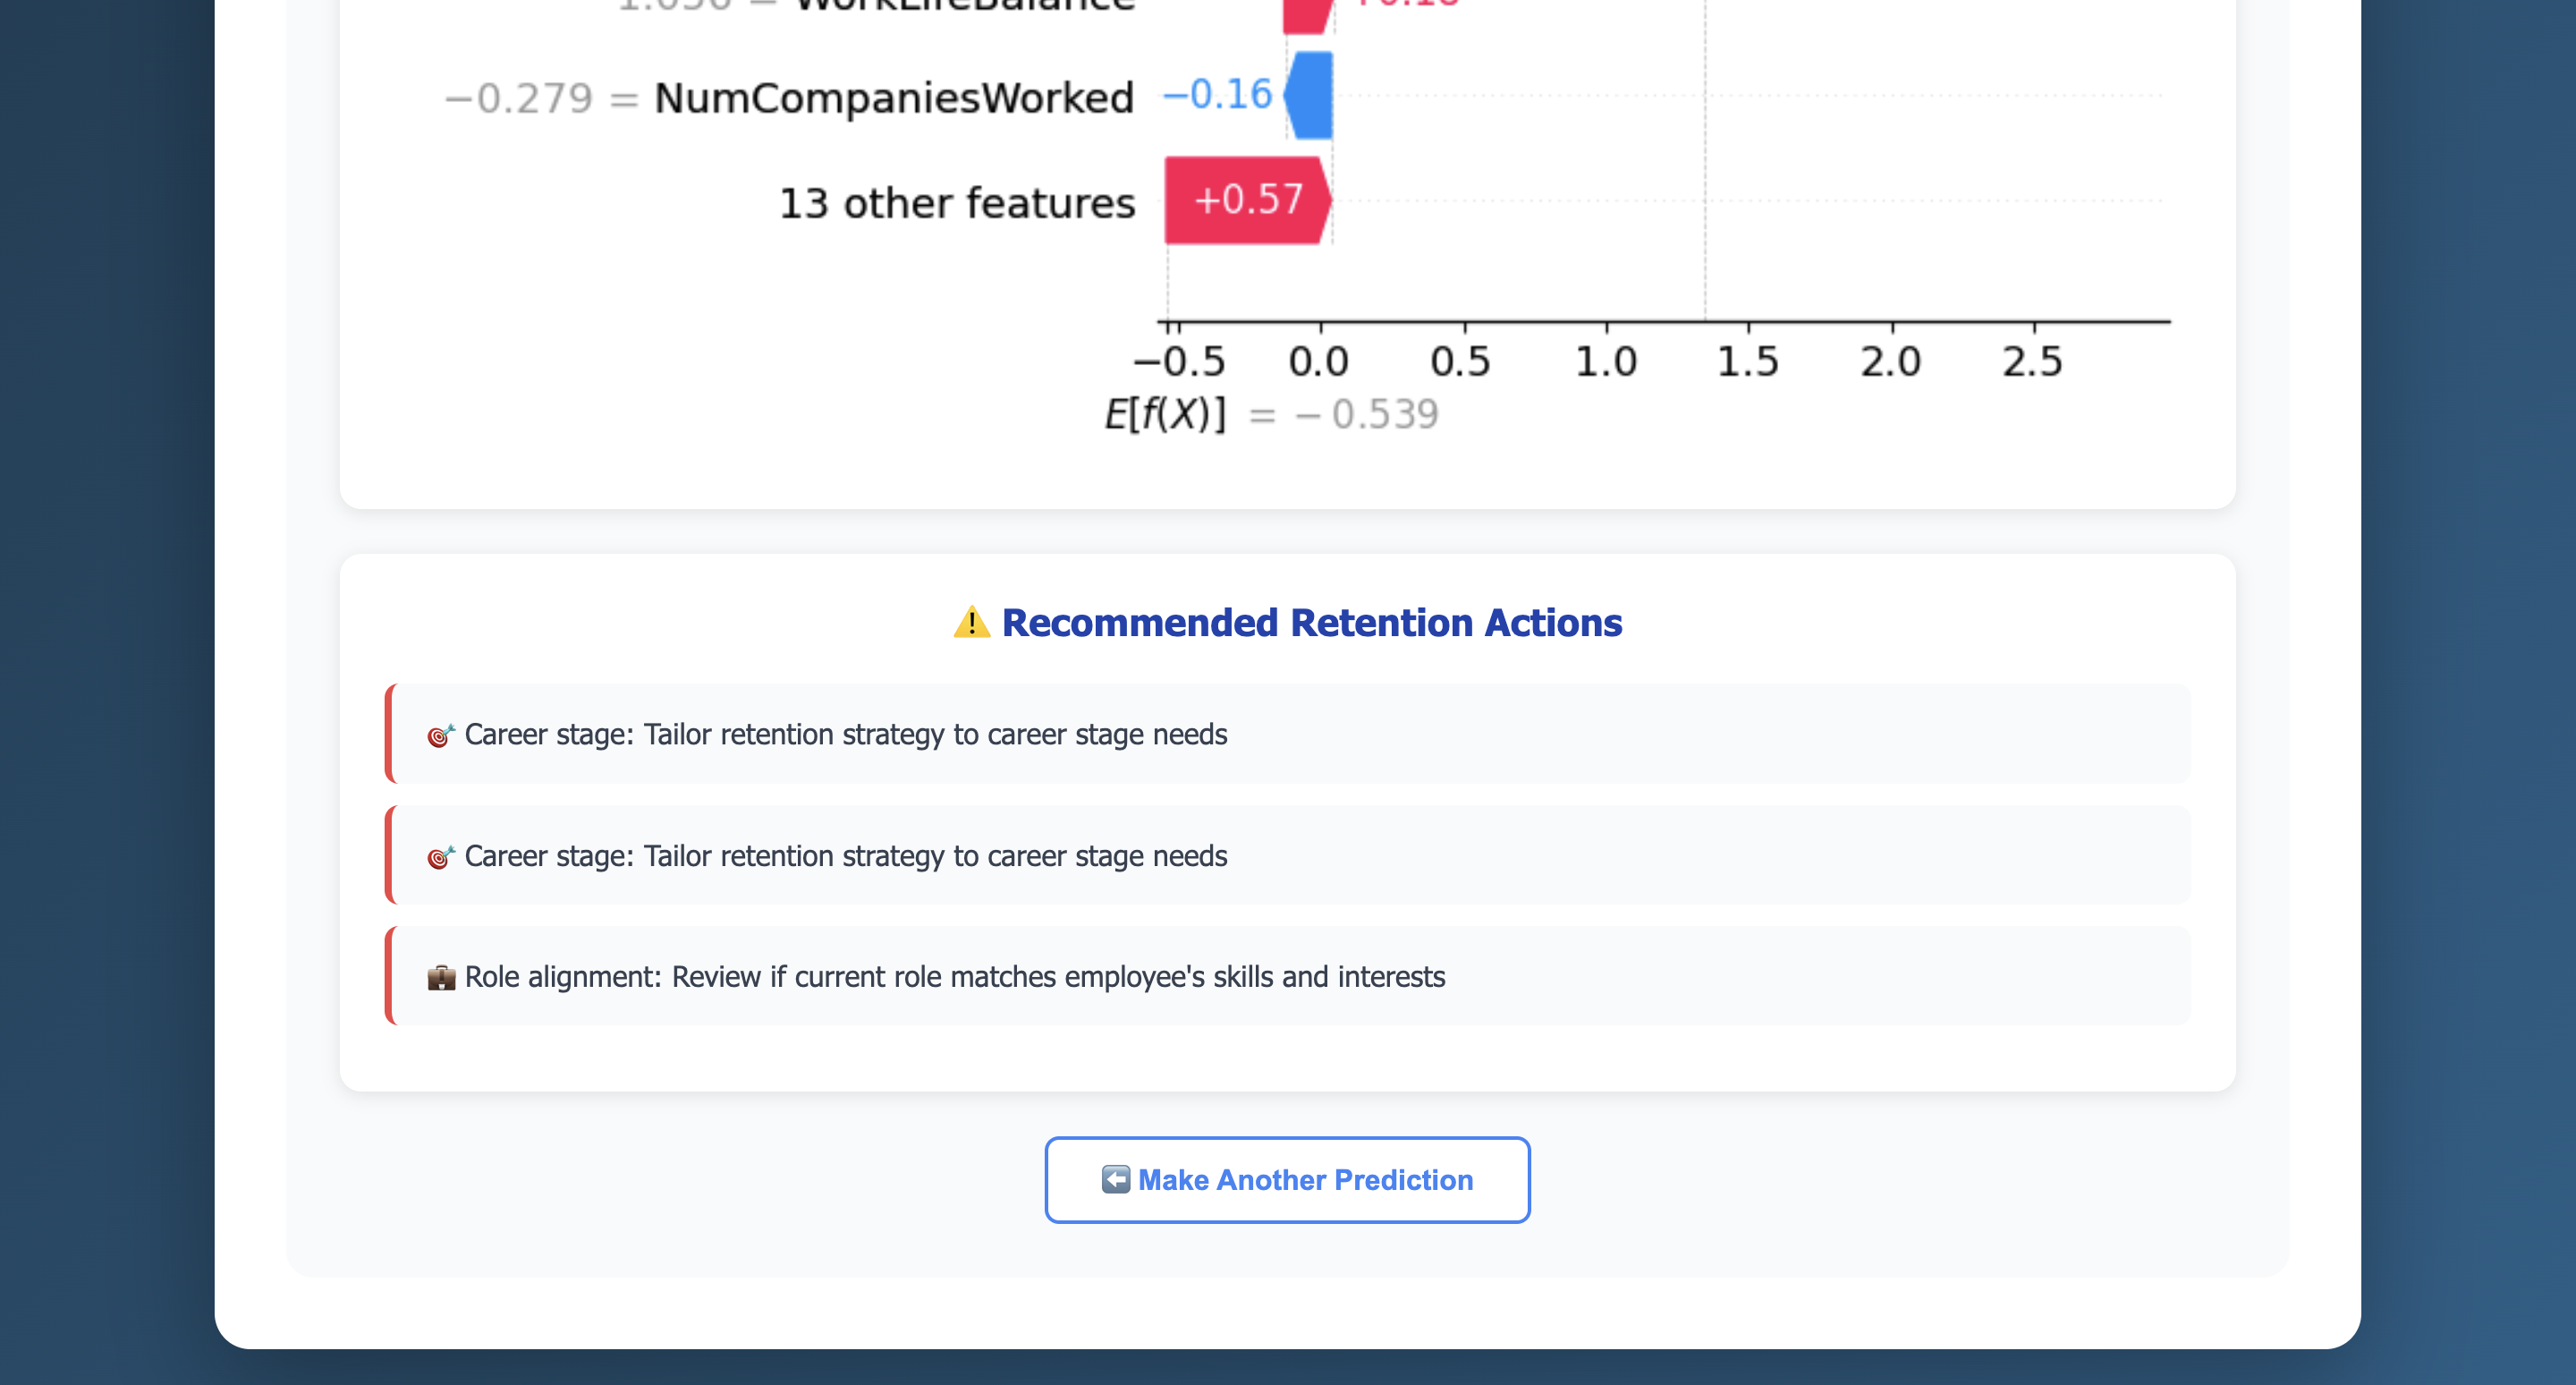 = WorkLifeBalance
−0.279 = NumCompaniesWorked −0.16
13 other features +0.57
−0.5 0.0 0.5 1.0 1.5 2.0 2.5
E[f(X)] = − 0.539
⚠️ Recommended Retention Actions
🎯 Career stage: Tailor retention strategy to career stage needs
🎯 Career stage: Tailor retention strategy to career stage needs
💼 Role alignment: Review if current role matches employee's skills and interests
⬅️ Make Another Prediction